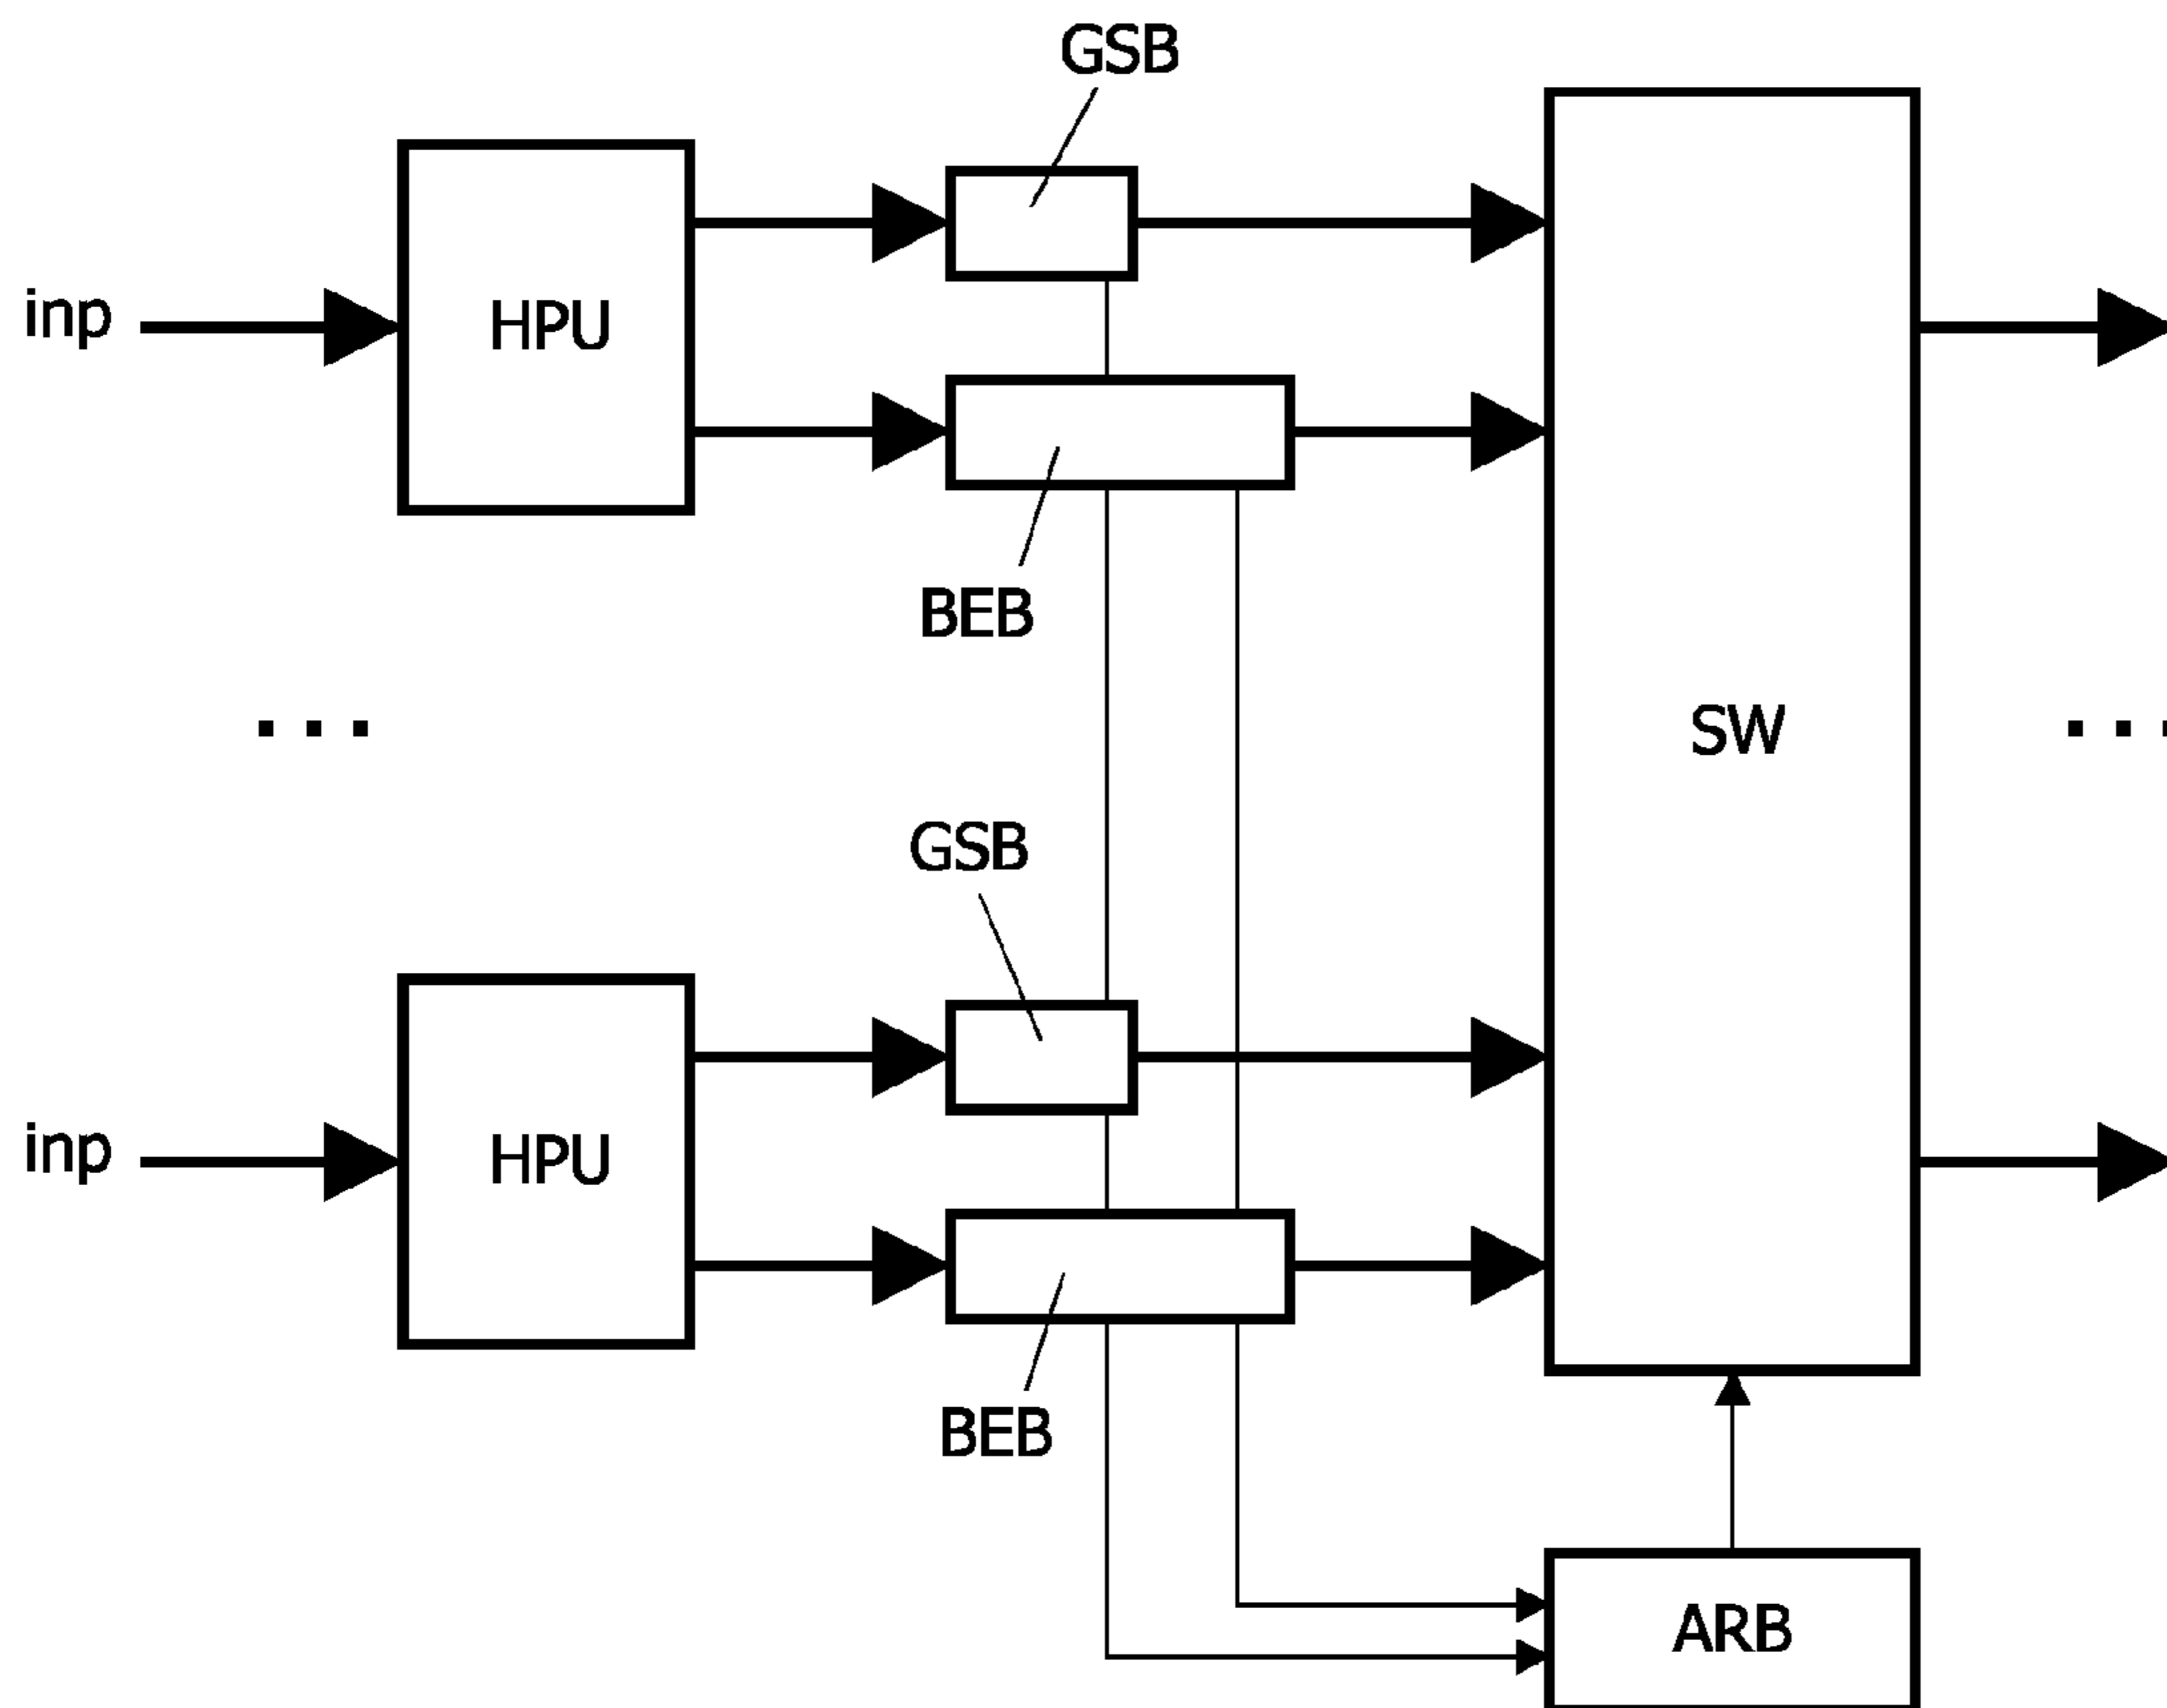 GSB
inp
HPU
BEB
...
SW
...
GSB
inp
HPU
BEB
ARB